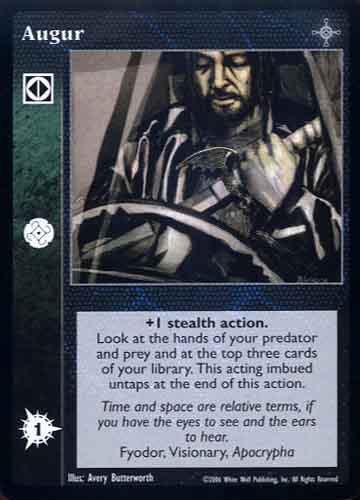 Augur
+1 stealth action.
Look at the hands of your predator
and prey and at the top three cards
of your library. This acting imbued
untaps at the end of this action.
Time and space are relative terms, if
you have the eyes to see and the ears
to hear.
Fyodor, Visionary, Apocrypha
1
Illus: Avery Butterworth
©2006 White Wolf Publishing, Inc. All Rights Reserved